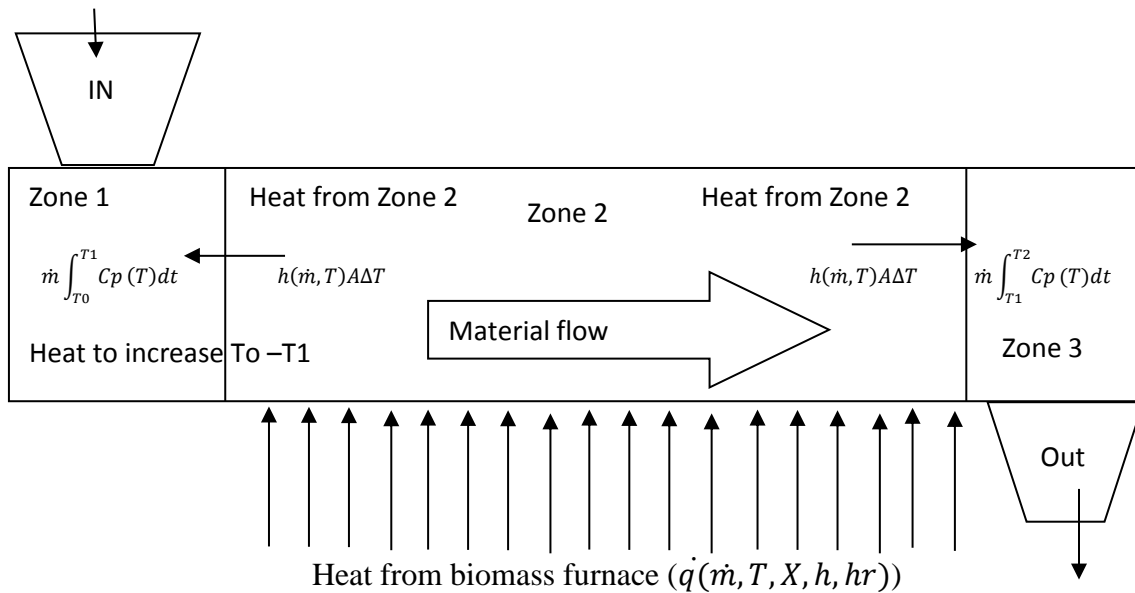 IN
Zone 1
Heat from Zone 2
Zone 2
Heat from Zone 2
ṁ∫_{T0}^{T1} Cp (T)dt
h(ṁ, T)AΔT
h(ṁ, T)AΔT
ṁ∫_{T1}^{T2} Cp (T)dt
Material flow
Heat to increase To –T1
Zone 3
Out
Heat from biomass furnace (q̇(ṁ, T, X, h, hr))